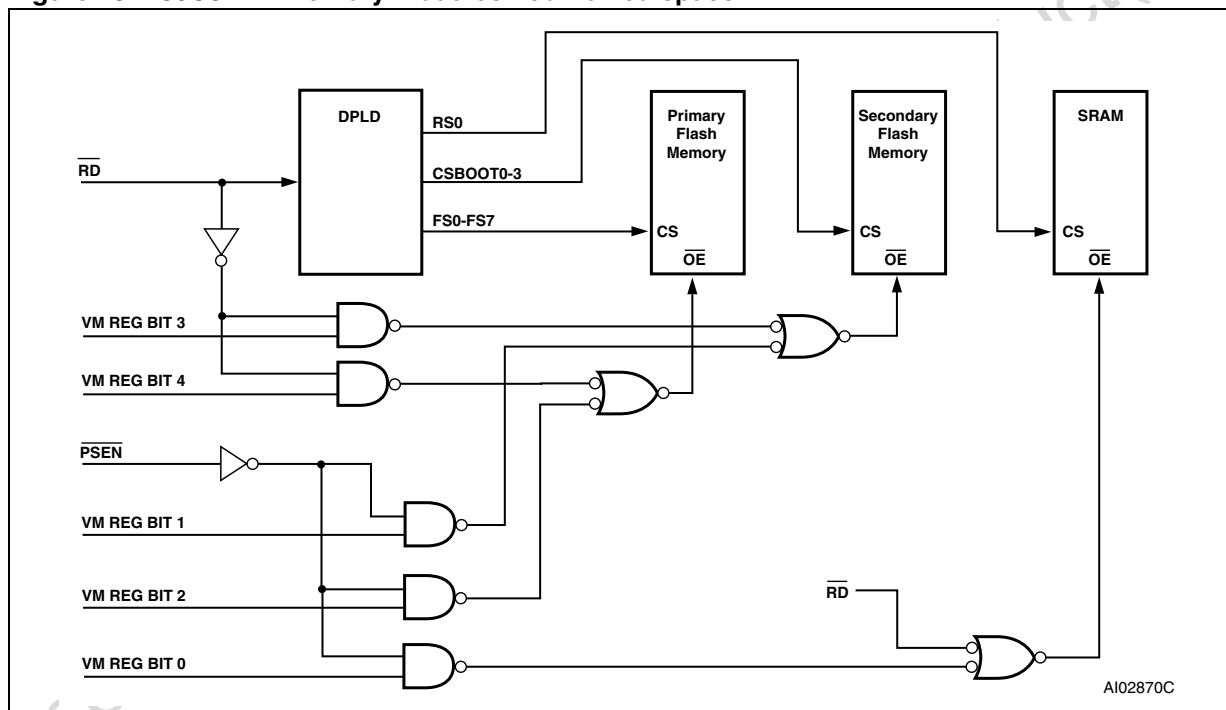 DPLD
RS0
CSBOOT0-3
FS0-FS7
Primary
Flash
Memory
CS
OE
Secondary
Flash
Memory
CS
OE
SRAM
CS
OE
RD
VM REG BIT 3
VM REG BIT 4
PSEN
VM REG BIT 1
VM REG BIT 2
RD
VM REG BIT 0
AI02870C